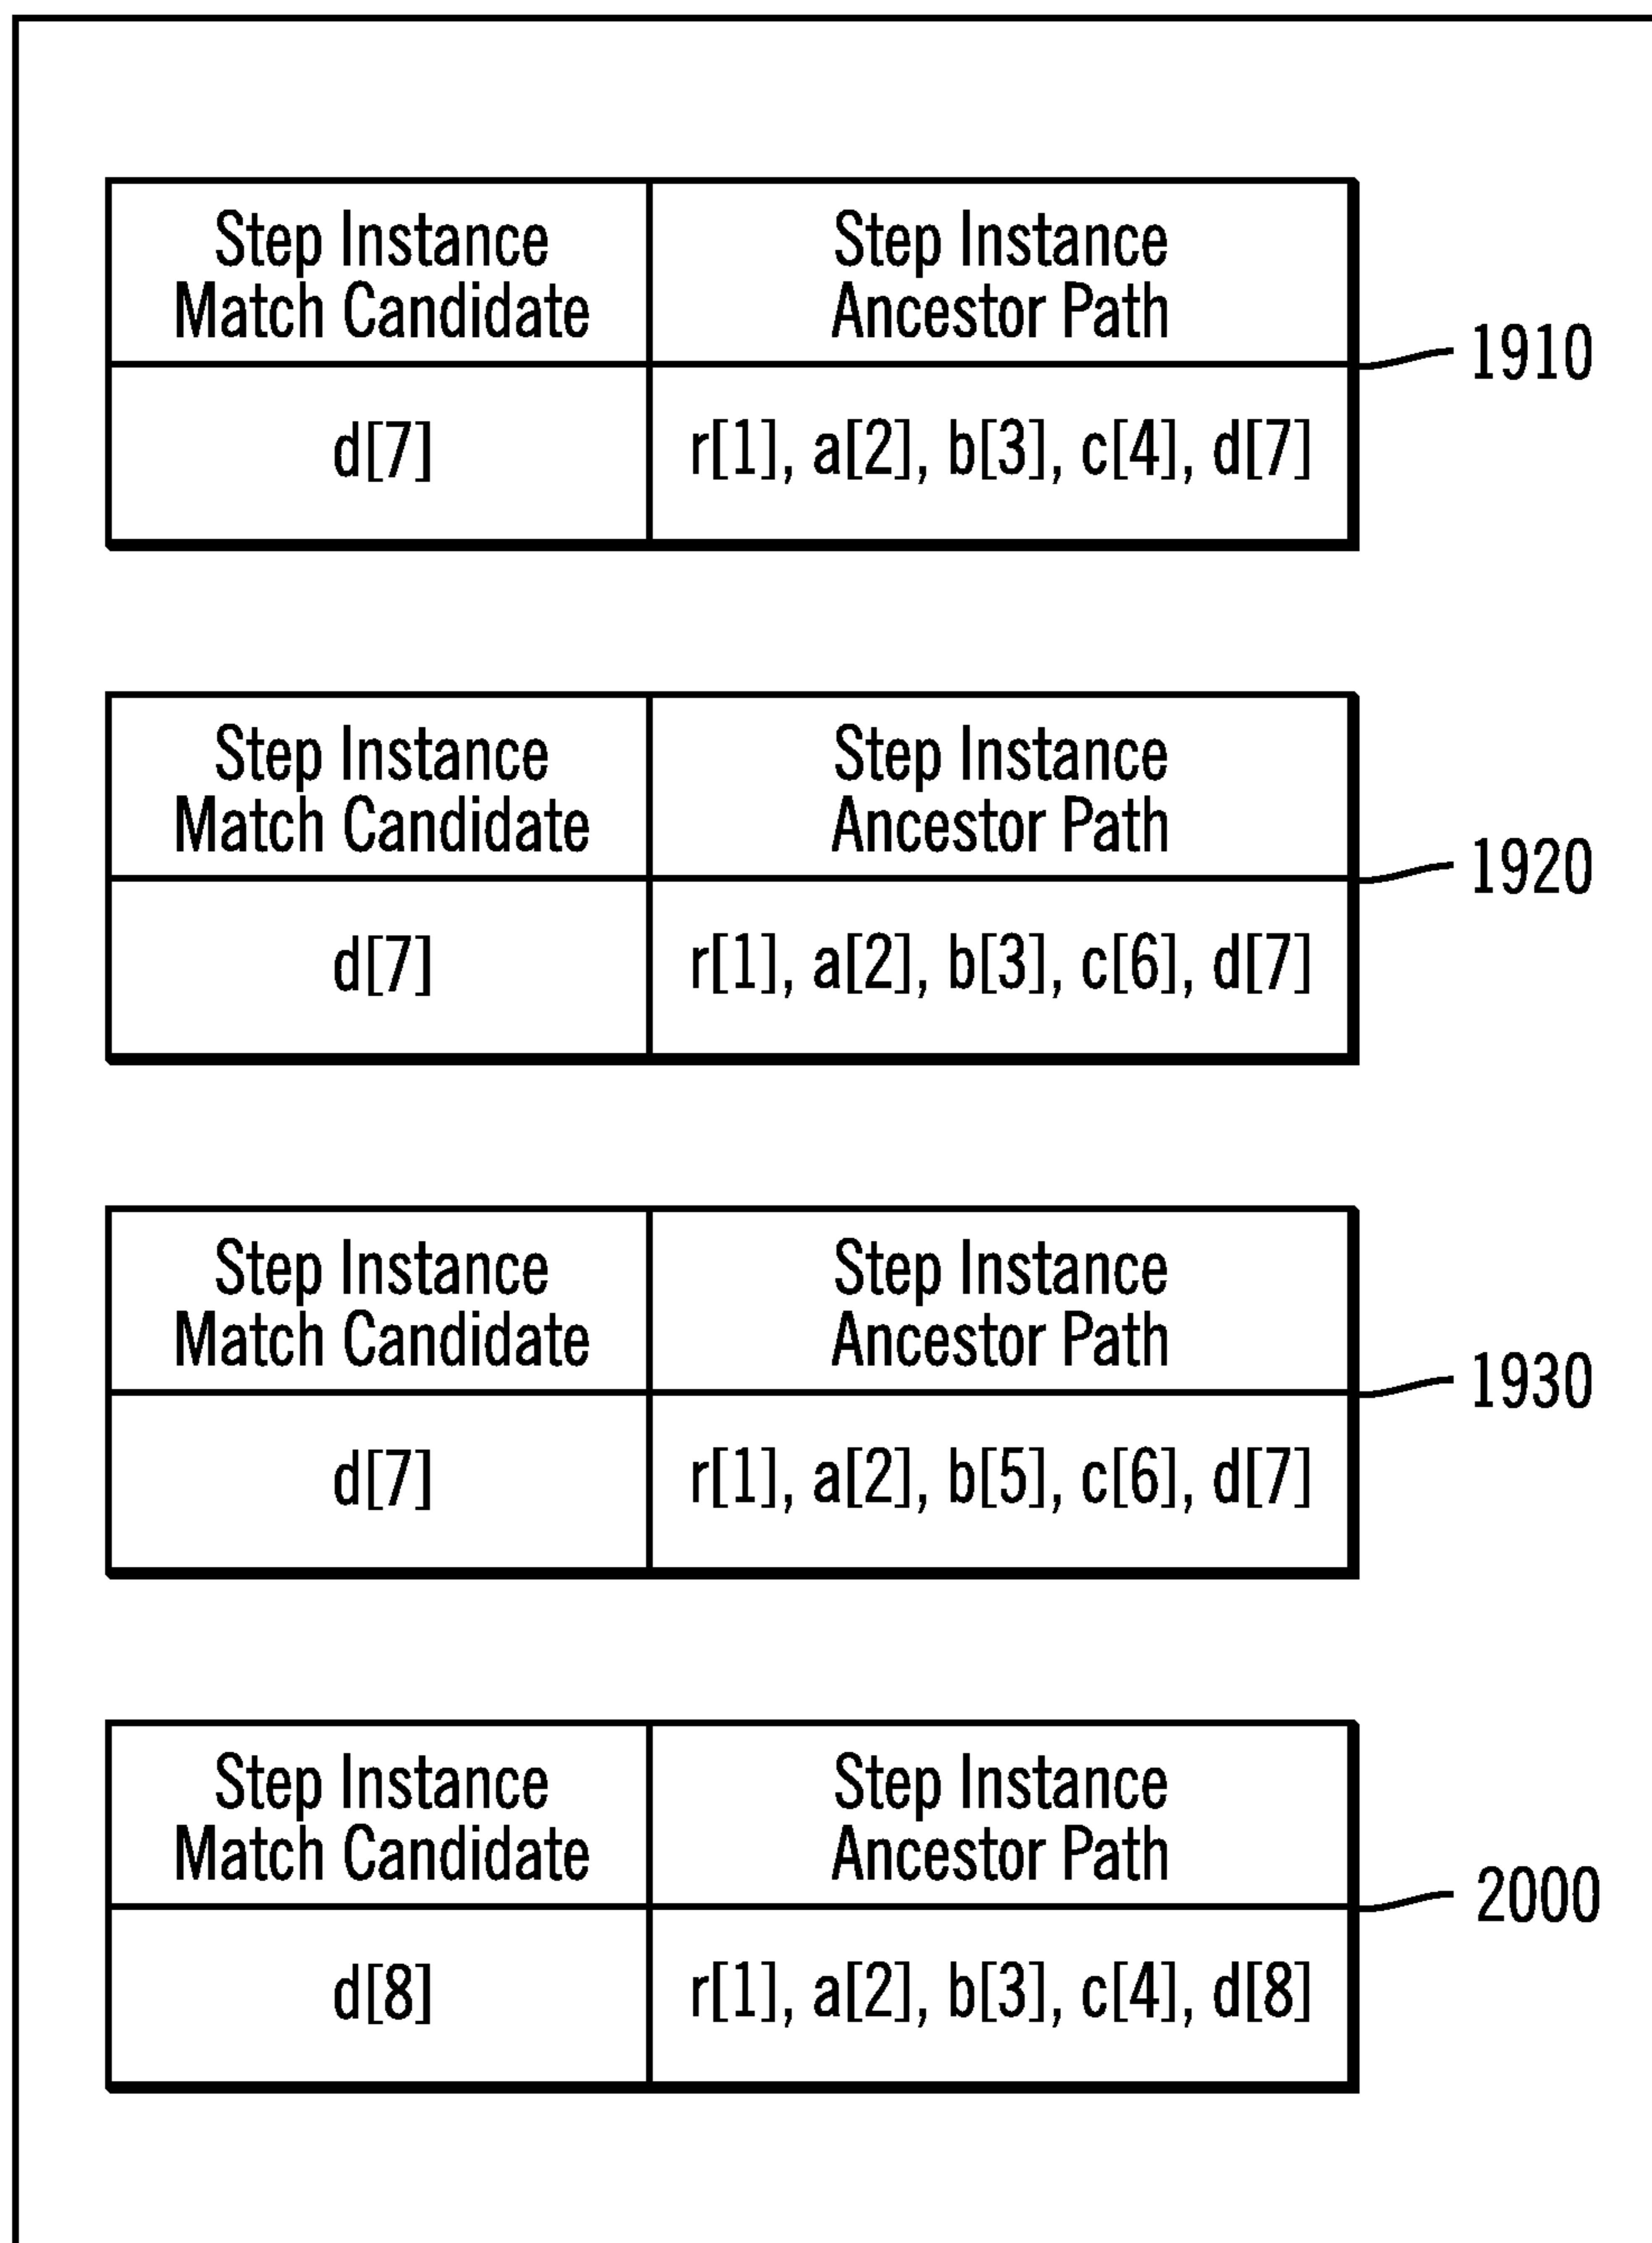 Step Instance Step Instance
Match Candidate Ancestor Path
1910
d[7] r[1], a[2], b[3], c[4], d[7]
Step Instance Step Instance
Match Candidate Ancestor Path
1920
d[7] r[1], a[2], b[3], c[6], d[7]
Step Instance Step Instance
Match Candidate Ancestor Path
1930
d[7] r[1], a[2], b[5], c[6], d[7]
Step Instance Step Instance
Match Candidate Ancestor Path
2000
d[8] r[1], a[2], b[3], c[4], d[8]